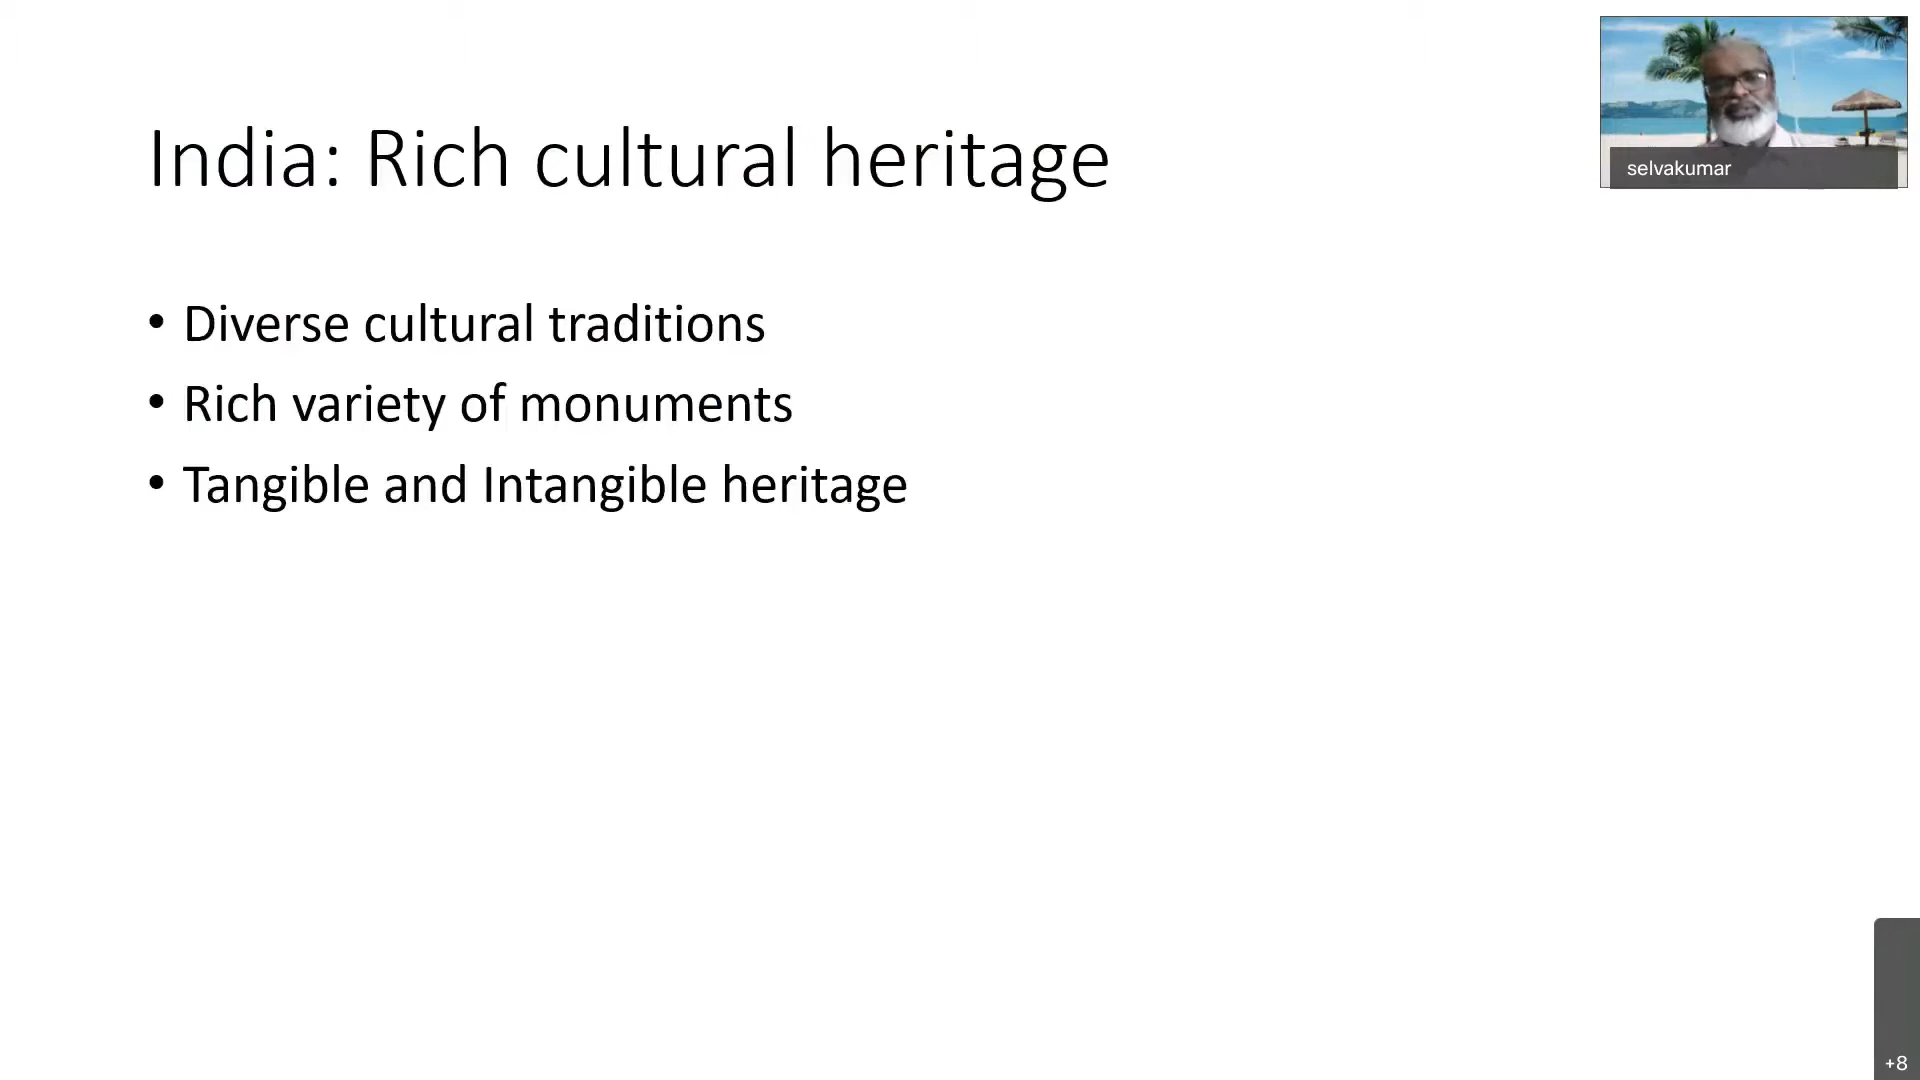 India: Rich cultural heritage
selvakumar
• Diverse cultural traditions
• Rich variety of monuments
• Tangible and Intangible heritage
+8